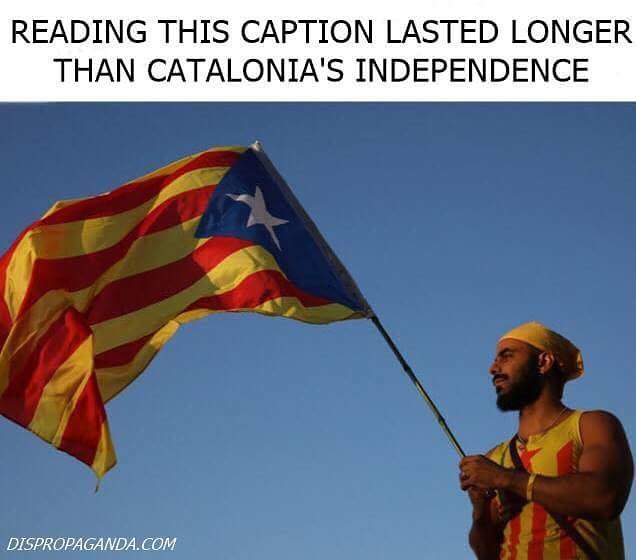 READING THIS CAPTION LASTED LONGER
THAN CATALONIA'S INDEPENDENCE
DISPROPAGANDA.COM